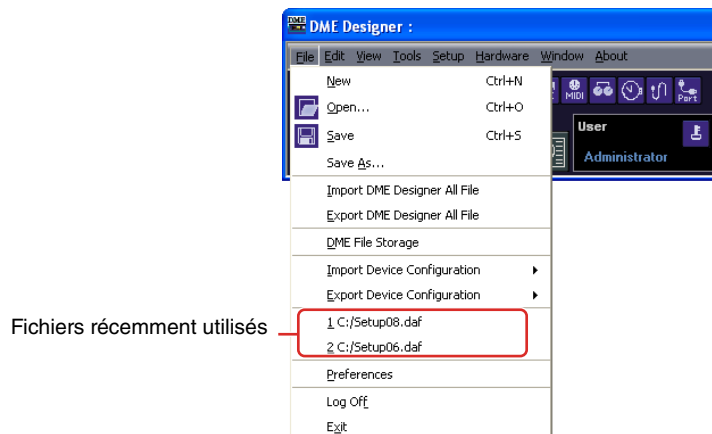 DME Designer :
File Edit View Tools Setup Hardware Window About
New Ctrl+N
Open... Ctrl+O
Save Ctrl+S
Save As...
Import DME Designer All File
Export DME Designer All File
DME File Storage
Import Device Configuration
Export Device Configuration
1 C:/Setup08.daf
2 C:/Setup06.daf
Preferences
Log Off
Exit
MIDI
Port
User
Administrator
Fichiers récemment utilisés